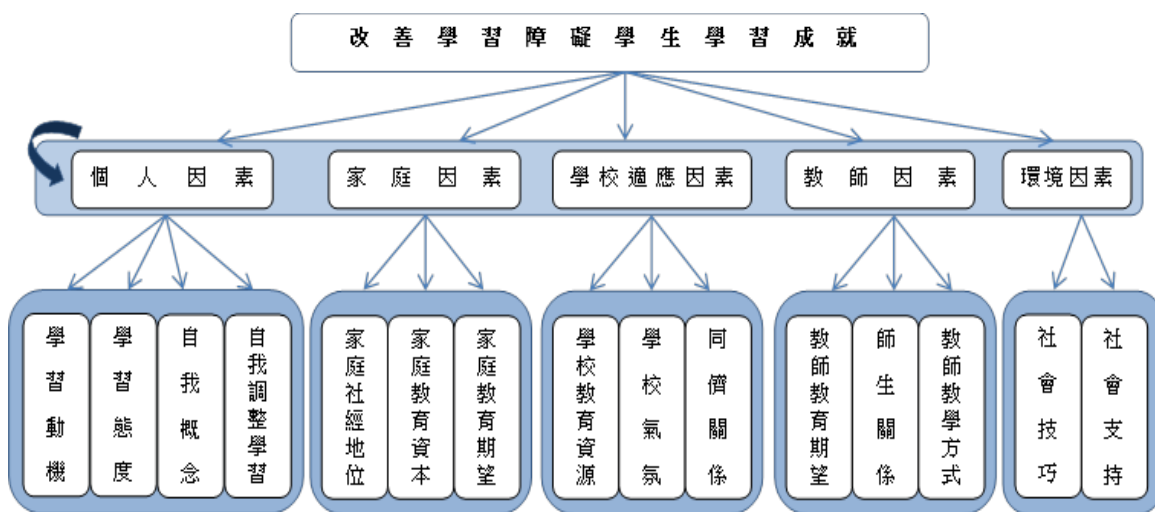 改善學習障礙學生學習成就
個人因素
家庭因素
學校適應因素
教師因素
環境因素
學習動機
學習態度
自我概念
自我調整學習
家庭社經地位
家庭教育資本
家庭教育期望
學校教育資源
學校氣氛
同儕關係
教師教育期望
師生關係
教師教學方式
社會技巧
社會支持